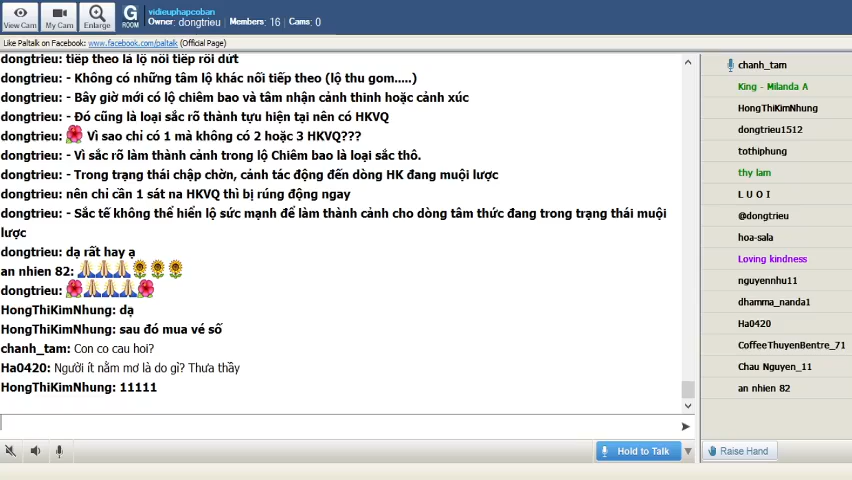 View Cam
My Cam
Enlarge
G
ROOM
vidieuphapcoban
Owner: dongtrieu Members: 16 Cams: 0
Like Paltalk on Facebook: www.facebook.com/paltalk (Official Page)
dongtrieu: tiếp theo là lộ nối tiếp rồi dứt
dongtrieu: - Không có những tâm lộ khác nối tiếp theo (lộ thu gom.....)
dongtrieu: - Bây giờ mới có lộ chiêm bao và tâm nhận cảnh thinh hoặc cảnh xúc
dongtrieu: - Đó cũng là loại sắc rõ thành tựu hiện tại nên có HKVQ
dongtrieu: Vì sao chỉ có 1 mà không có 2 hoặc 3 HKVQ???
dongtrieu: - Vì sắc rõ làm thành cảnh trong lộ Chiêm bao là loại sắc thô.
dongtrieu: - Trong trạng thái chập chờn, cảnh tác động đến dòng HK đang muội lược
dongtrieu: nên chỉ cần 1 sát na HKVQ thì bị rúng động ngay
dongtrieu: - Sắc tế không thể hiển lộ sức mạnh để làm thành cảnh cho dòng tâm thức đang trong trạng thái muội
lược
dongtrieu: dạ rất hay ạ
an nhien 82:
dongtrieu:
HongThiKimNhung: dạ
HongThiKimNhung: sau đó mua vé số
chanh_tam: Con co cau hoi?
Ha0420: Người ít nằm mơ là do gì? Thưa thầy
HongThiKimNhung: 11111
Hold to Talk
chanh_tam
King - Milanda A
HongThiKimNhung
dongtrieu1512
tothiphung
thy lam
L U O I
@dongtrieu
hoa-sala
Loving kindness
nguyennhu11
dhamma_nanda1
Ha0420
CoffeeThuyenBentre_71
Chau Nguyen_11
an nhien 82
Raise Hand